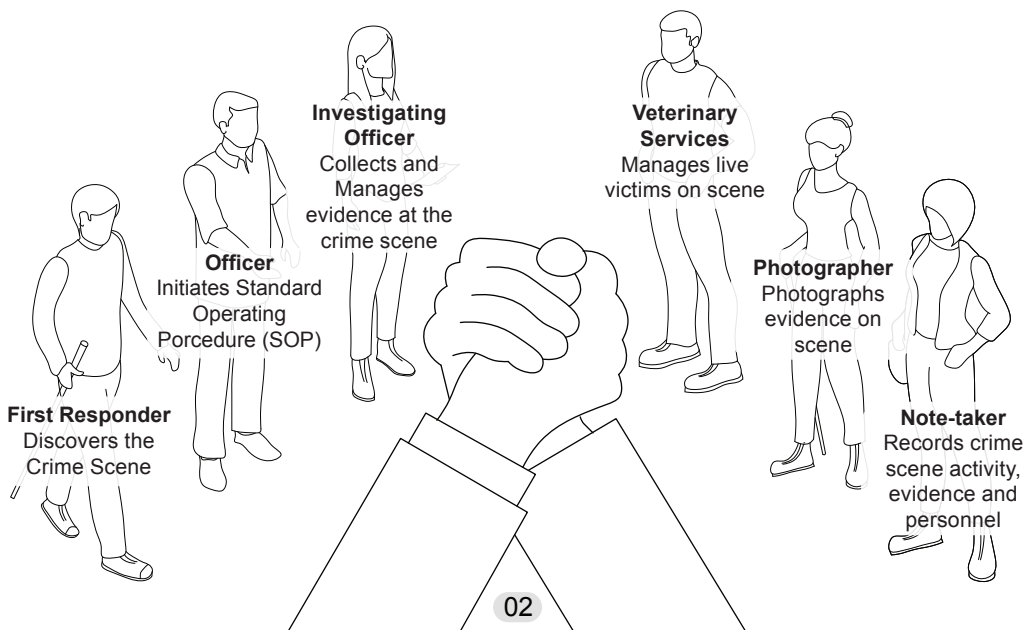 First Responder
Discovers the
Crime Scene
Officer
Initiates Standard
Operating
Porcedure (SOP)
Investigating
Officer
Collects and
Manages
evidence at the
crime scene
Veterinary
Services
Manages live
victims on scene
Photographer
Photographs
evidence on
scene
Note-taker
Records crime
scene activity,
evidence and
personnel
02